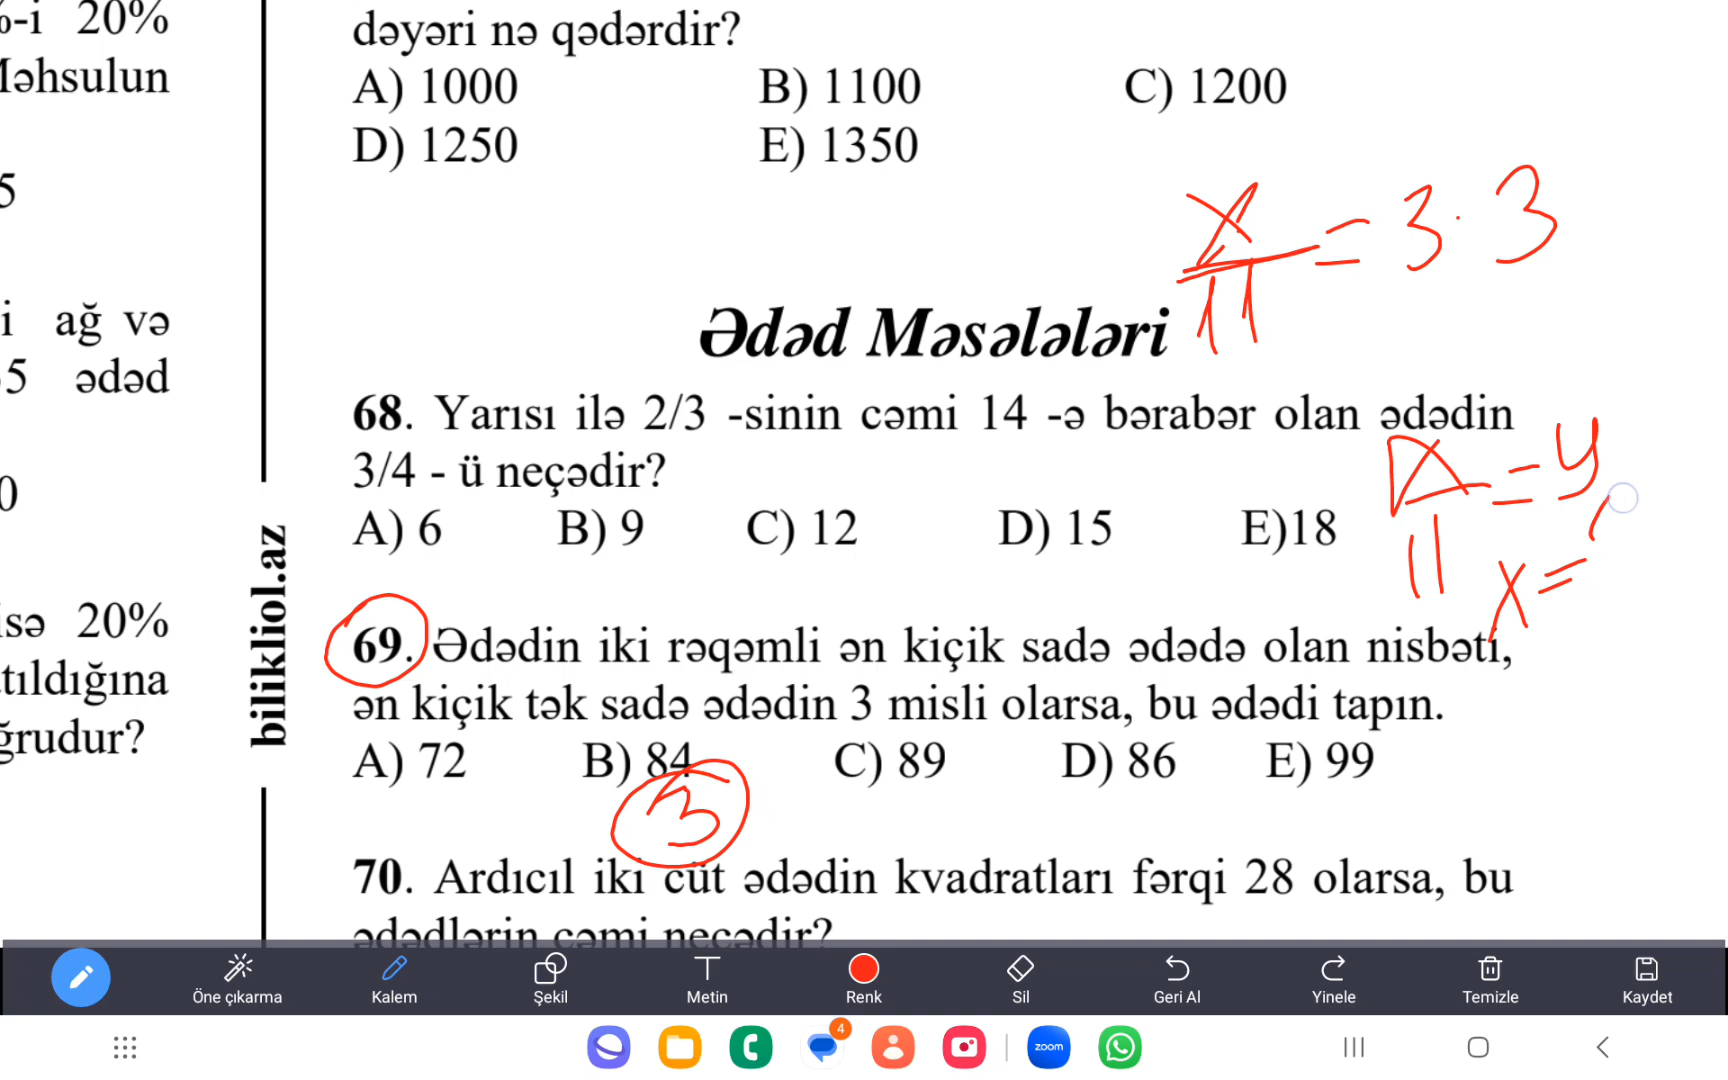 %-i 20%
Məhsulun
5
i ağ və
5 ədəd
0
isə 20%
tıldığına
ğrudur?
bilikliol.az
dəyəri nə qədərdir?
A) 1000 B) 1100 C) 1200
D) 1250 E) 1350
x/11 = 3·3
Ədəd Məsələləri
68. Yarısı ilə 2/3 -sinin cəmi 14 -ə bərabər olan ədədin
3/4 - ü neçədir?
A) 6 B) 9 C) 12 D) 15 E)18
x =
69. Ədədin iki rəqəmli ən kiçik sadə ədədə olan nisbəti,
ən kiçik tək sadə ədədin 3 misli olarsa, bu ədədi tapın.
A) 72 B) 84 C) 89 D) 86 E) 99
3
70. Ardıcıl iki cüt ədədin kvadratları fərqi 28 olarsa, bu
ədədlərin cəmi neçədir?
Öne çıkarma Kalem Şekil Metin Renk Sil Geri Al Yinele Temizle Kaydet
4
zoom